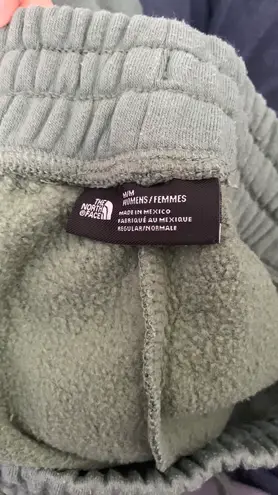 THE
NORTH
FACE
M/M
WOMENS/FEMMES
MADE IN MEXICO
FABRIQUÉ AU MEXIQUE
REGULAR/NORMALE